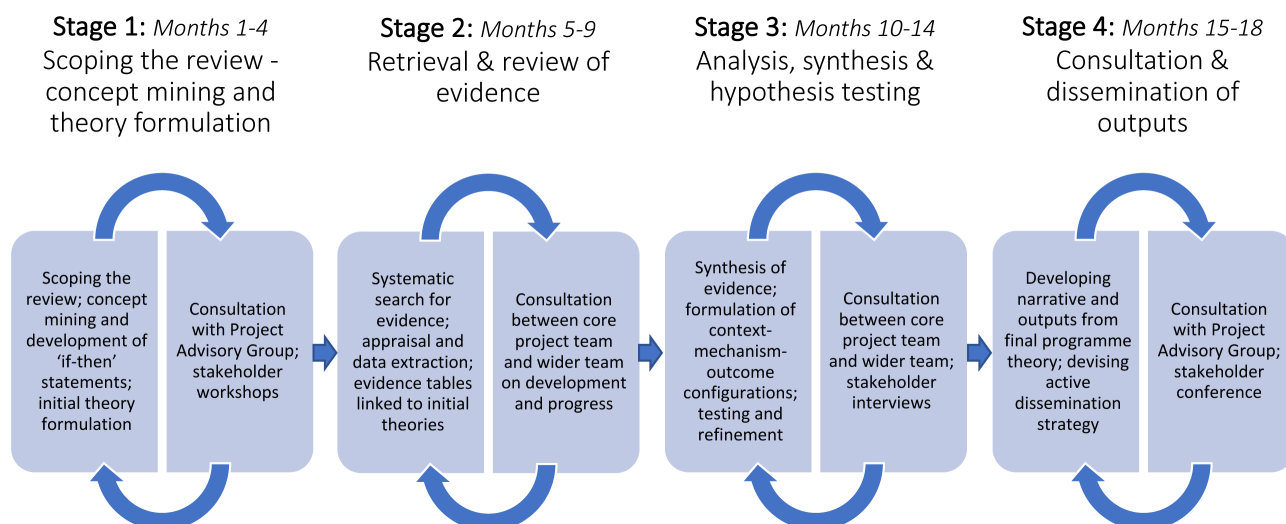 Stage 1: Months 1-4
Scoping the review -
concept mining and
theory formulation
Stage 2: Months 5-9
Retrieval & review of
evidence
Stage 3: Months 10-14
Analysis, synthesis &
hypothesis testing
Stage 4: Months 15-18
Consultation &
dissemination of
outputs
Scoping the
review; concept
mining and
development of
‘if-then’
statements;
initial theory
formulation
Consultation
with Project
Advisory Group;
stakeholder
workshops
Systematic
search for
evidence;
appraisal and
data extraction;
evidence tables
linked to initial
theories
Consultation
between core
project team
and wider team
on development
and progress
Synthesis of
evidence;
formulation of
context-
mechanism-
outcome
configurations;
testing and
refinement
Consultation
between core
project team
and wider team;
stakeholder
interviews
Developing
narrative and
outputs from
final programme
theory; devising
active
dissemination
strategy
Consultation
with Project
Advisory Group;
stakeholder
conference